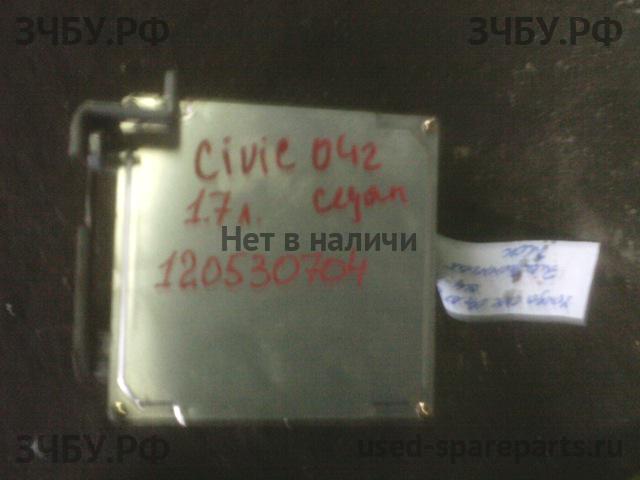 ЗЧБУ.РФ ЗЧБУ.РФ
Civic 04г
1.7л. седан
Нет в наличи
120530704
ЗЧБУ.РФ used-spareparts.ru